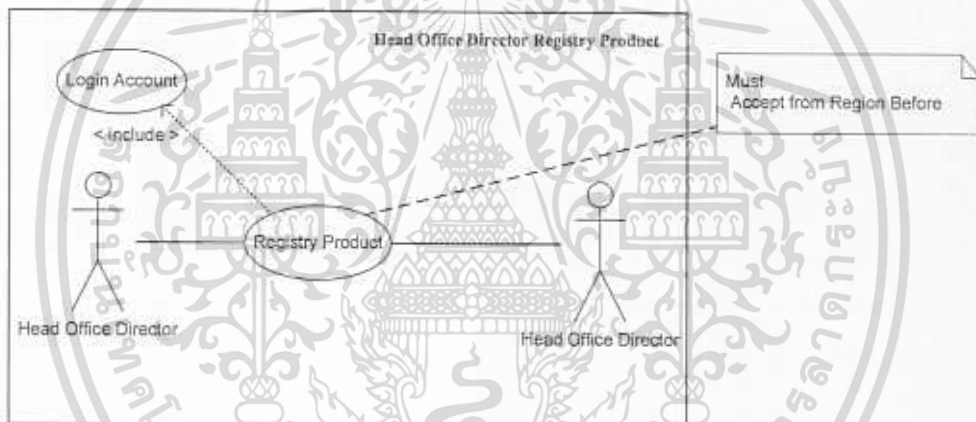 Head Office Director Registry Product
Login Account
Must
Accept from Region Before
< include >
Registry Product
Head Office Director
Head Office Director